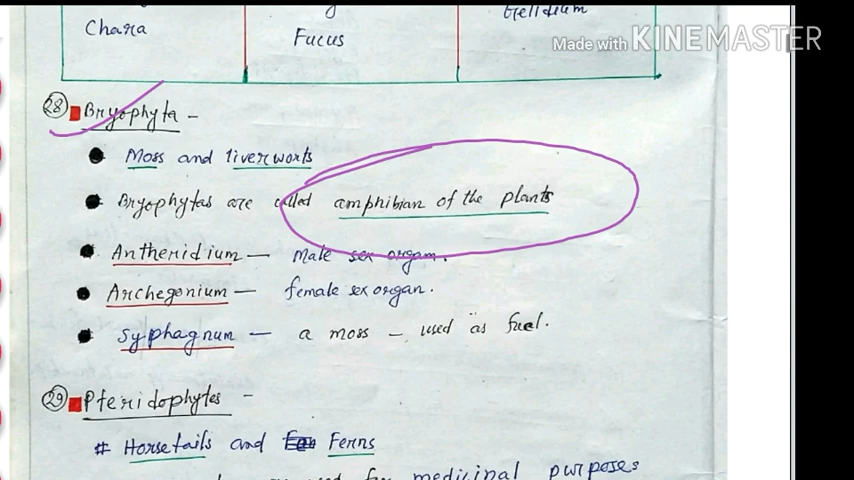 Chara
Fucus
Gelidium
Made with KINEMASTER
28 Bryophyta -
Moss and liverworts
Bryophytas are called amphibian of the plants
Antheridium — Male sex organ.
Archegonium — female sex organ.
Syphagnum — a moss — used as fuel.
29 Pteridophytes -
# Horsetails and Ferns
used for medicinal purposes